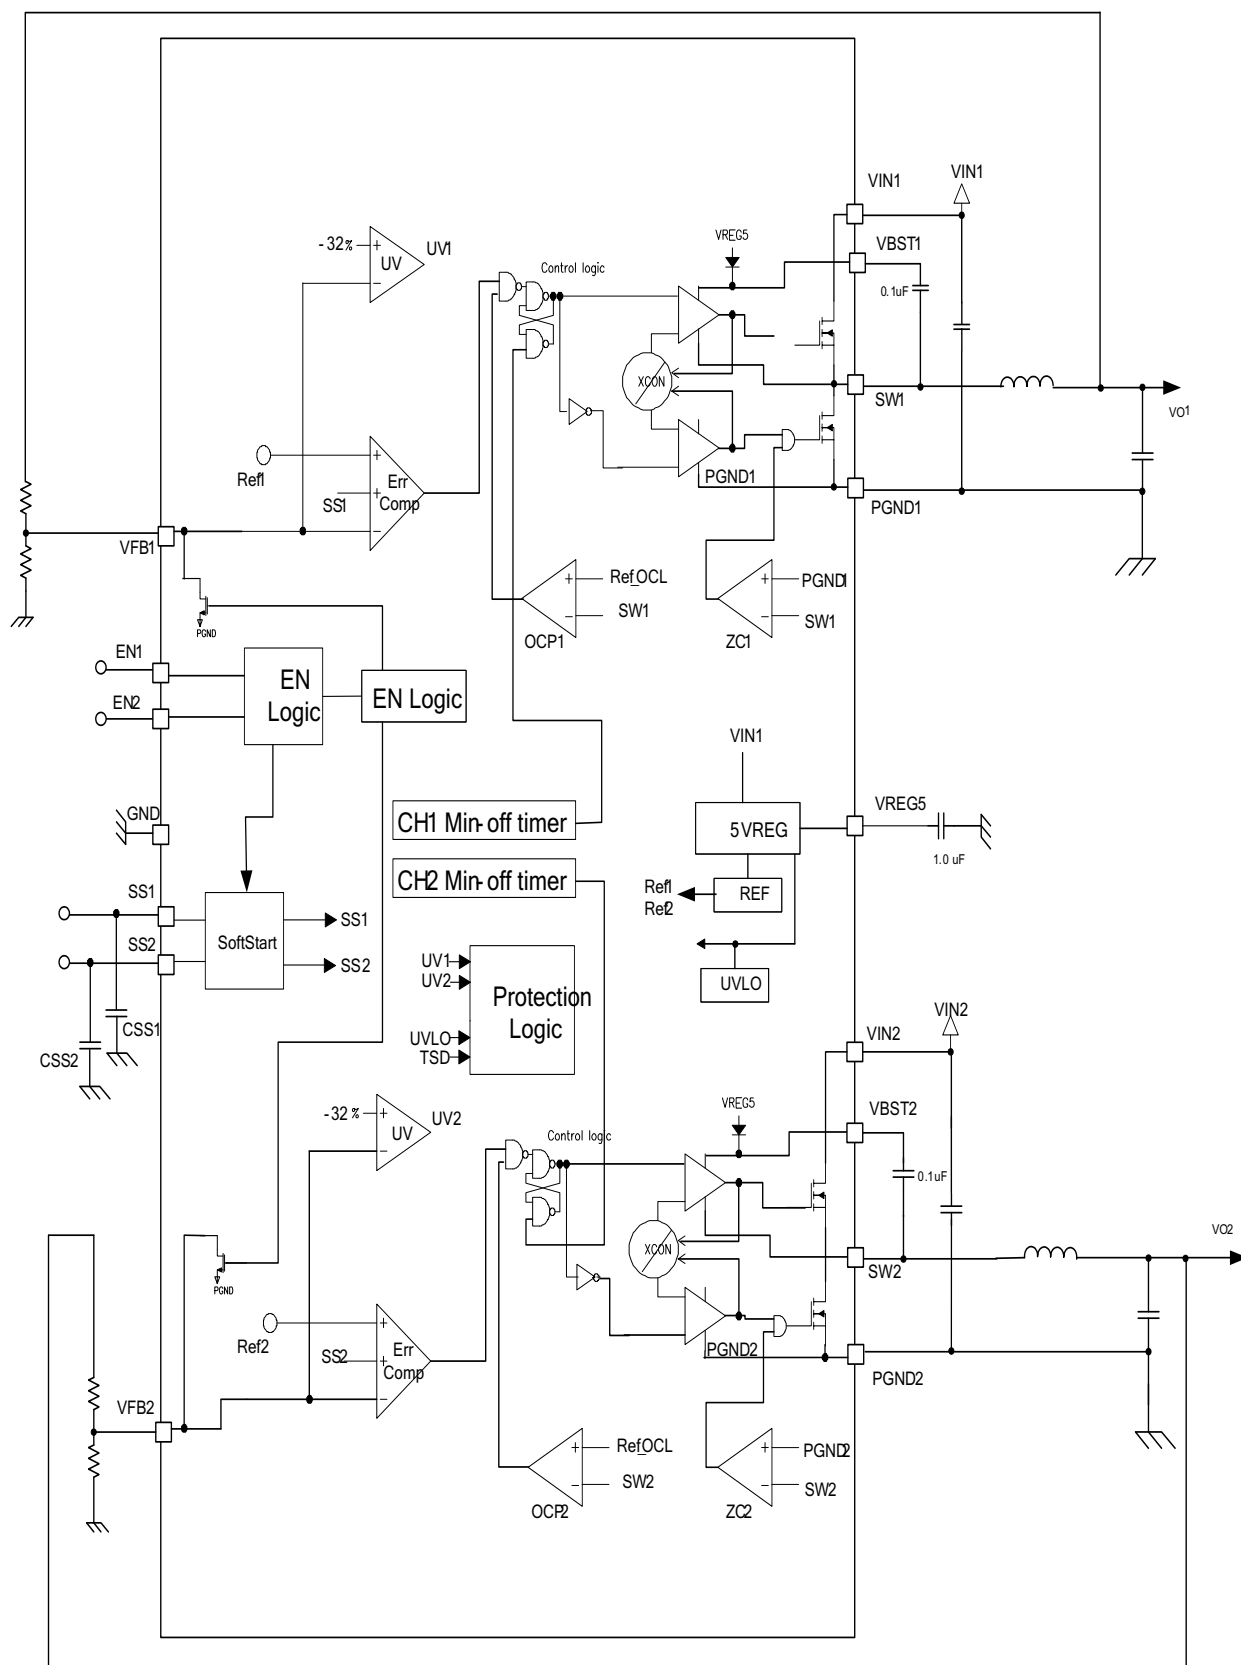 VIN1
VIN1
VREG5
VBST1
-32%
+
UV
UV1
-
Control logic
0.1uF
XCON
SW1
VO1
Ref1
+
Err
Comp
SS1
+
-
PGND1
PGND1
VFB1
PGND
+
Ref_OCL
-
SW1
OCP1
+
PGND1
-
SW1
ZC1
EN1
EN2
EN
Logic
EN Logic
VIN1
GND
CH1 Min-off timer
5VREG
VREG5
1.0 uF
CH2 Min-off timer
Ref1
Ref2
REF
SS1
SS2
SoftStart
SS1
SS2
UV1
UV2
UVLO
TSD
Protection
Logic
UVLO
CSS1
CSS2
VIN2
VIN2
VREG5
VBST2
-32%
+
UV
UV2
-
Control logic
0.1uF
XCON
SW2
VO2
PGND
Ref2
+
Err
Comp
SS2
+
-
PGND2
PGND2
VFB2
+
Ref_OCL
-
SW2
OCP2
+
PGND2
-
SW2
ZC2